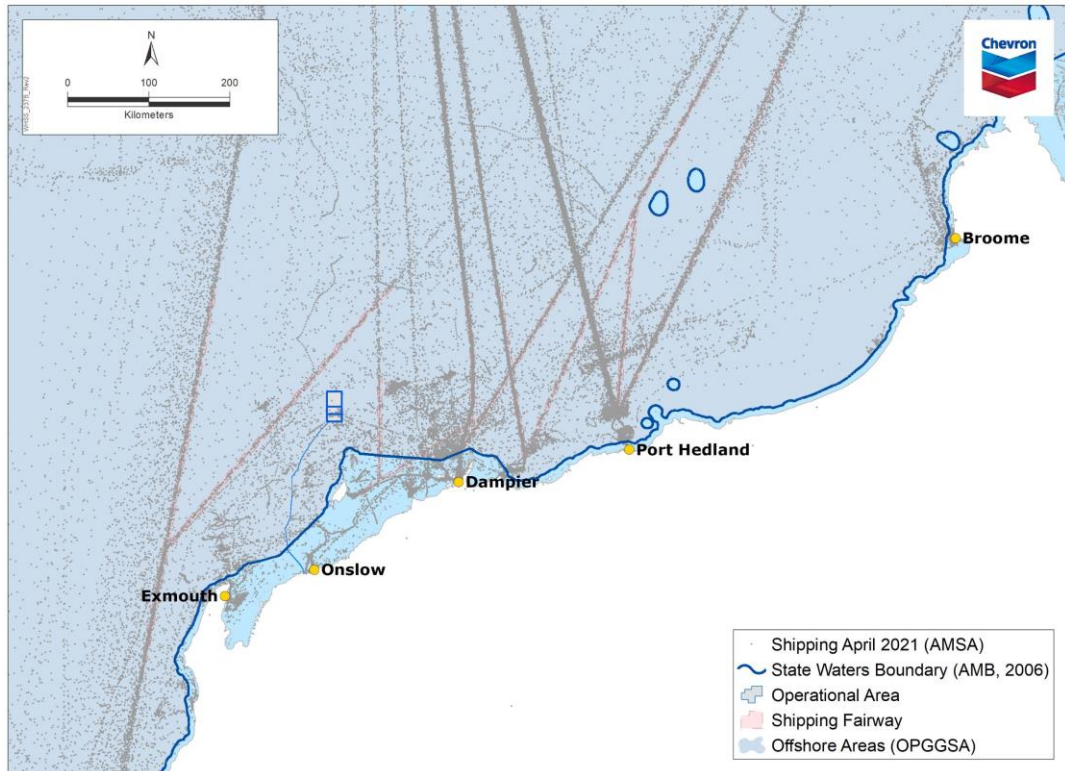 N
0 100 200
Kilometers
Chevron
Broome
Port Hedland
Dampier
Onslow
Exmouth
Shipping April 2021 (AMSA)
State Waters Boundary (AMB, 2006)
Operational Area
Shipping Fairway
Offshore Areas (OPGGSA)